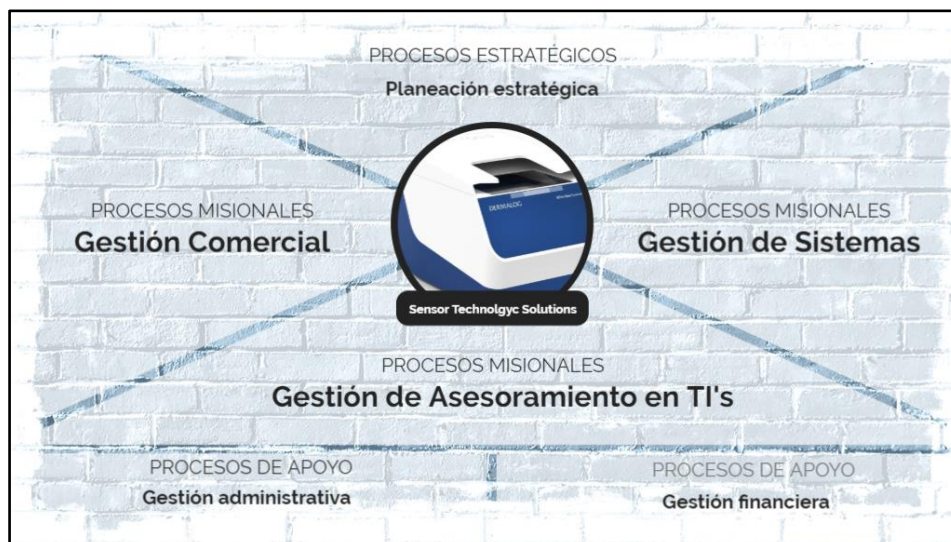 PROCESOS ESTRATÉGICOS
Planeación estratégica
DERMALOG
PROCESOS MISIONALES
Gestión Comercial
PROCESOS MISIONALES
Gestión de Sistemas
Sensor Technolgyc Solutions
PROCESOS MISIONALES
Gestión de Asesoramiento en TI's
PROCESOS DE APOYO
Gestión administrativa
PROCESOS DE APOYO
Gestión financiera